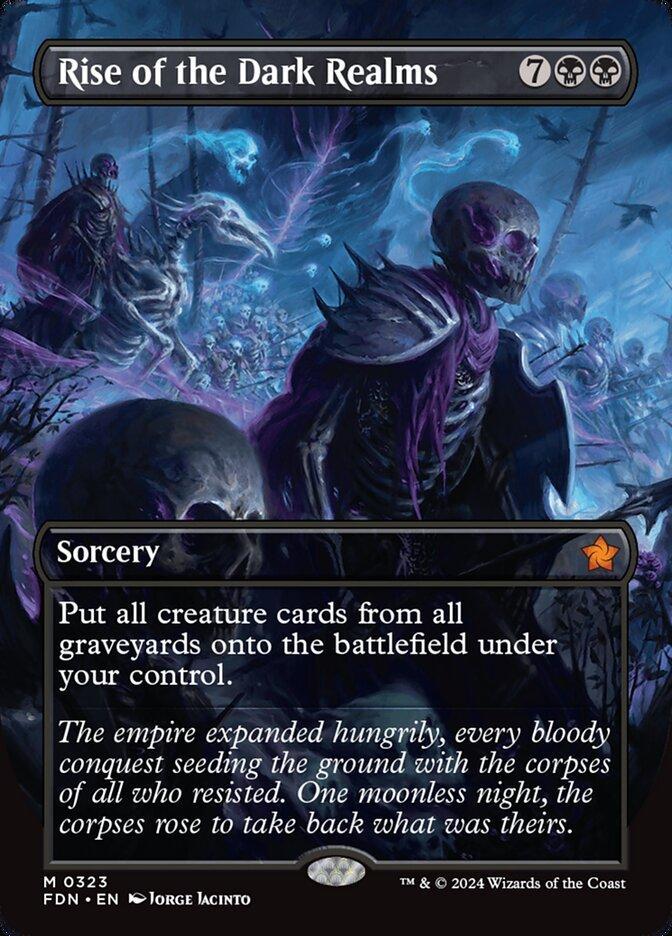 Rise of the Dark Realms 7
Sorcery
Put all creature cards from all
graveyards onto the battlefield under
your control.
The empire expanded hungrily, every bloody
conquest seeding the ground with the corpses
of all who resisted. One moonless night, the
corpses rose to take back what was theirs.
M 0323
FDN • EN Jorge Jacinto
™ & © 2024 Wizards of the Coast